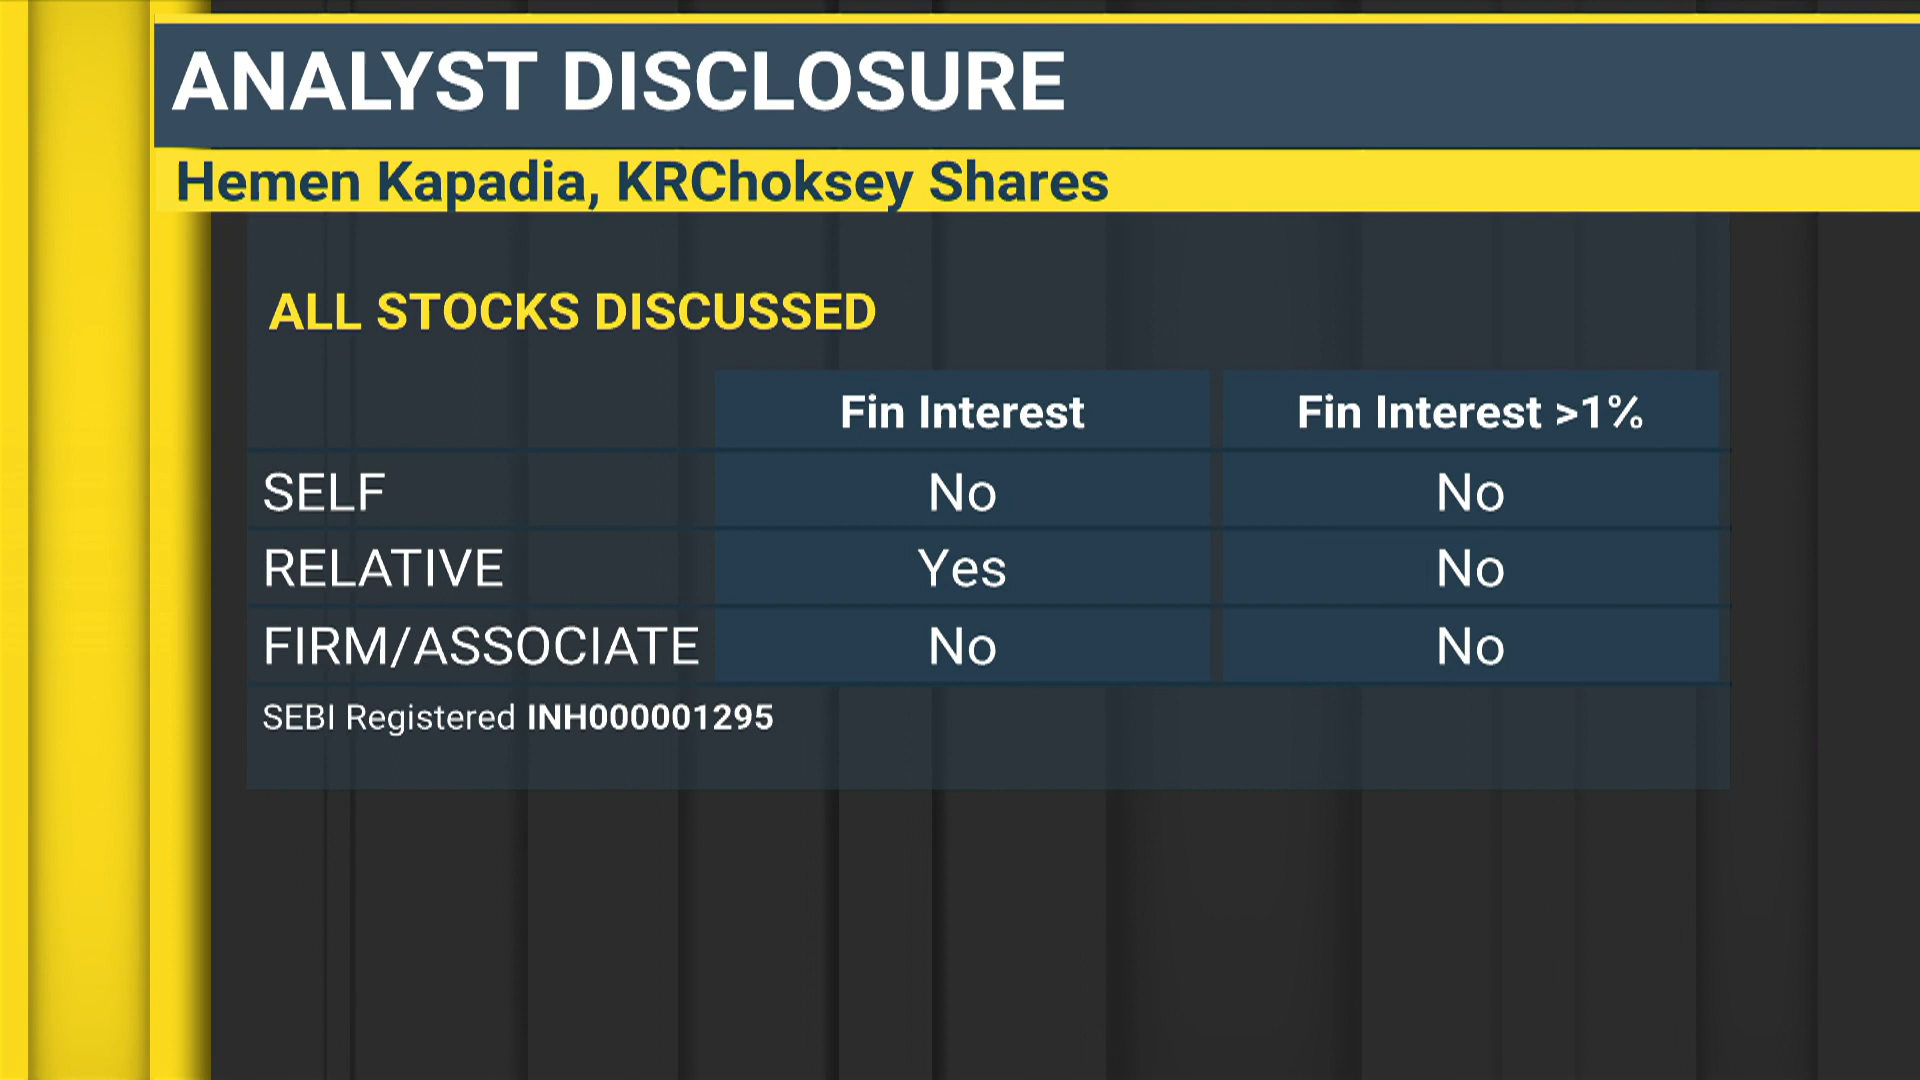 ANALYST DISCLOSURE
Hemen Kapadia, KRChoksey Shares
ALL STOCKS DISCUSSED
Fin Interest Fin Interest >1%
SELF No No
RELATIVE Yes No
FIRM/ASSOCIATE No No
SEBI Registered INH000001295